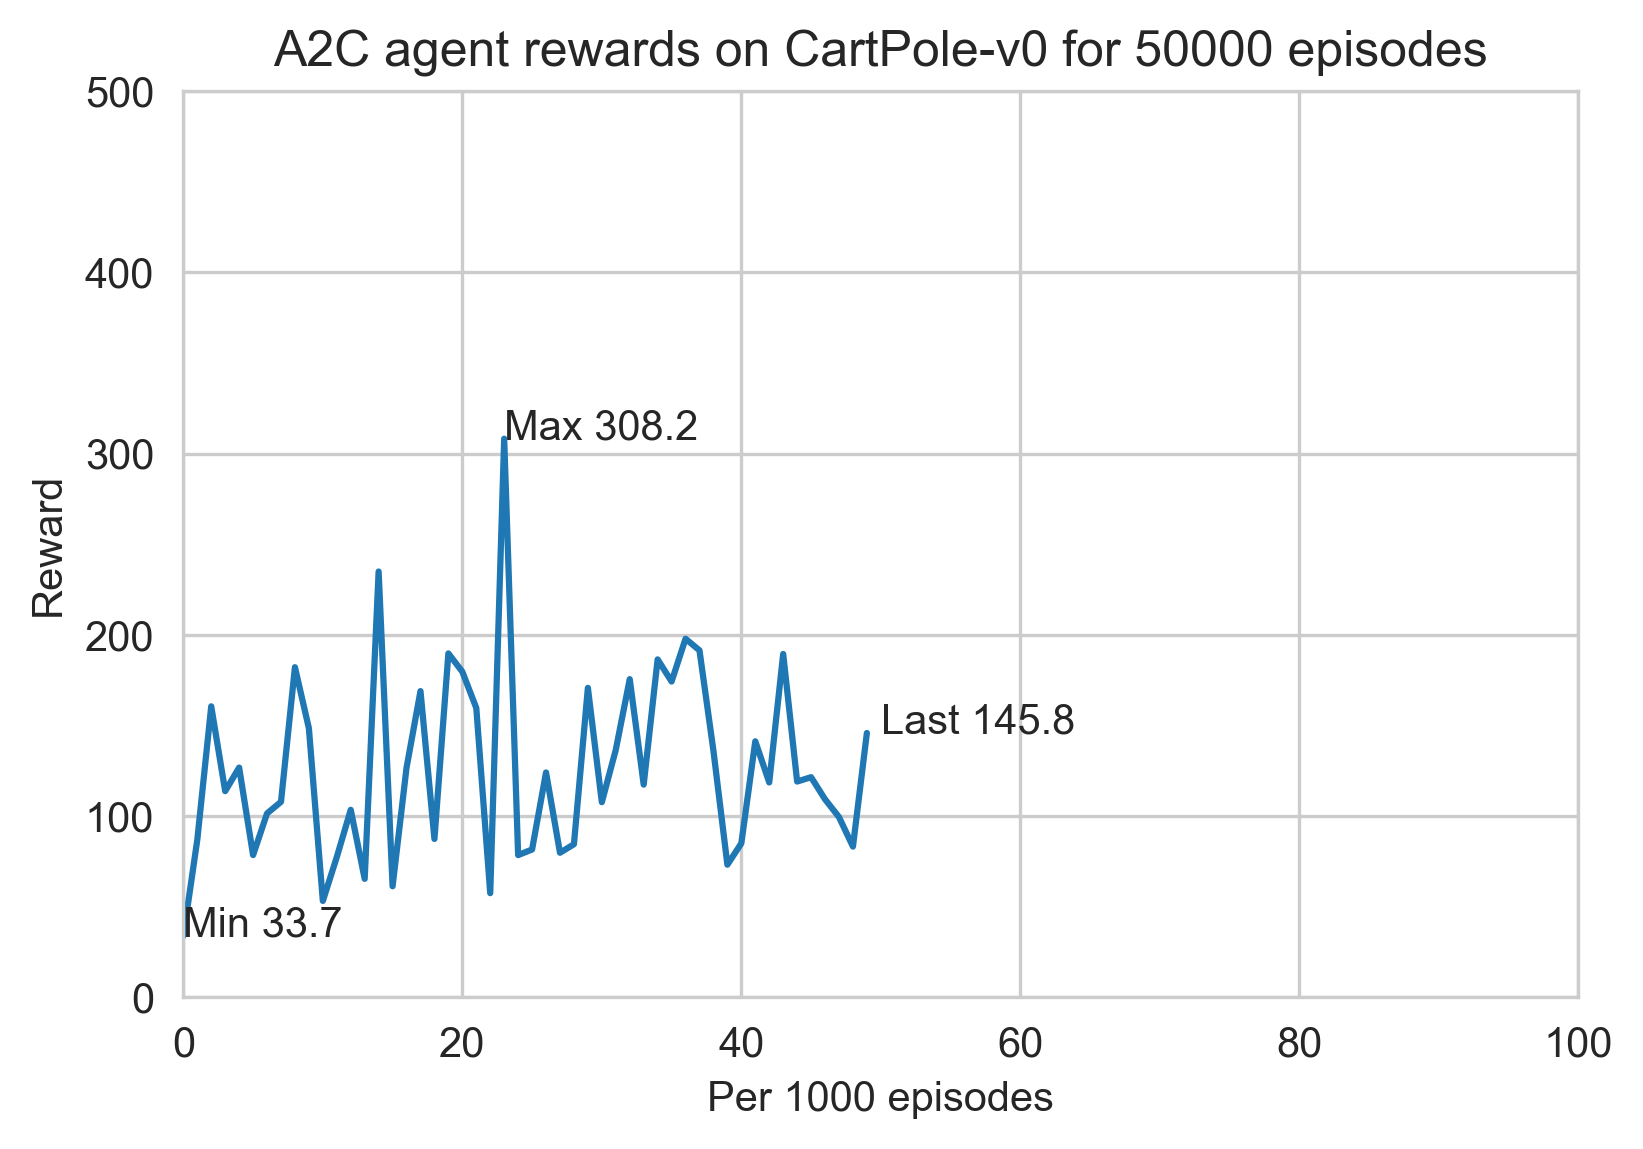 A2C agent rewards on CartPole-v0 for 50000 episodes
500
400
300
200
100
0
Reward
Max 308.2
Last 145.8
Min 33.7
0 20 40 60 80 100
Per 1000 episodes